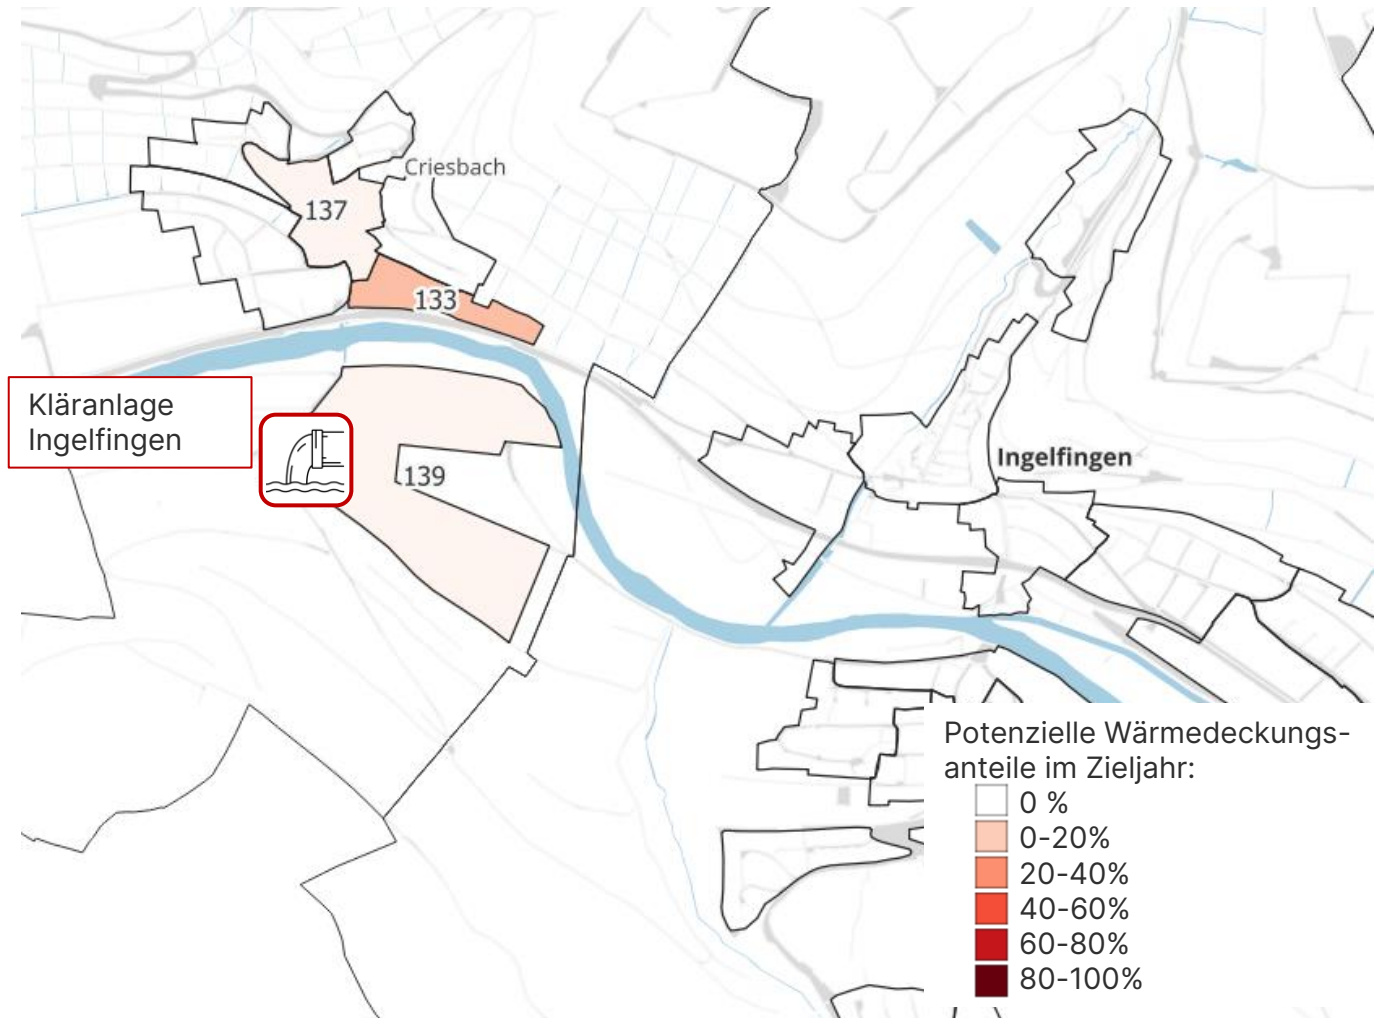 Criesbach
137
133
Kläranlage
Ingelfingen
139
Ingelfingen
Potenzielle Wärmedeckungs-
anteile im Zieljahr:
0 %
0-20%
20-40%
40-60%
60-80%
80-100%